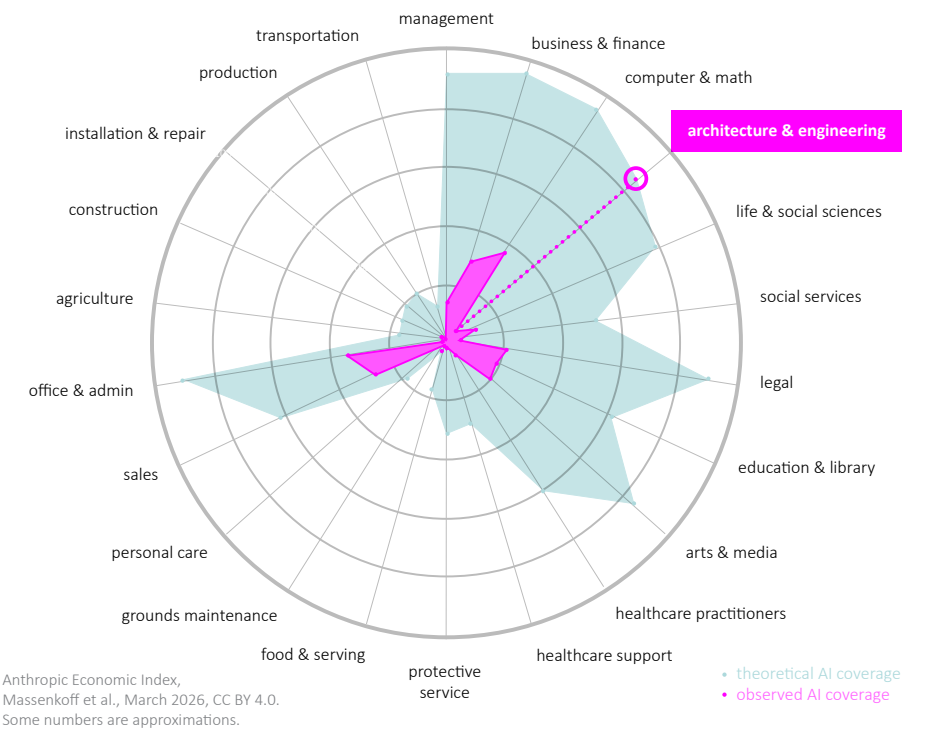 management
transportation
business & finance
production
computer & math
architecture & engineering
installation & repair
construction
life & social sciences
agriculture
social services
office & admin
legal
sales
education & library
personal care
arts & media
grounds maintenance
healthcare practitioners
food & serving
healthcare support
protective
service
Anthropic Economic Index,
Massenkoff et al., March 2026, CC BY 4.0.
Some numbers are approximations.
theoretical AI coverage
observed AI coverage